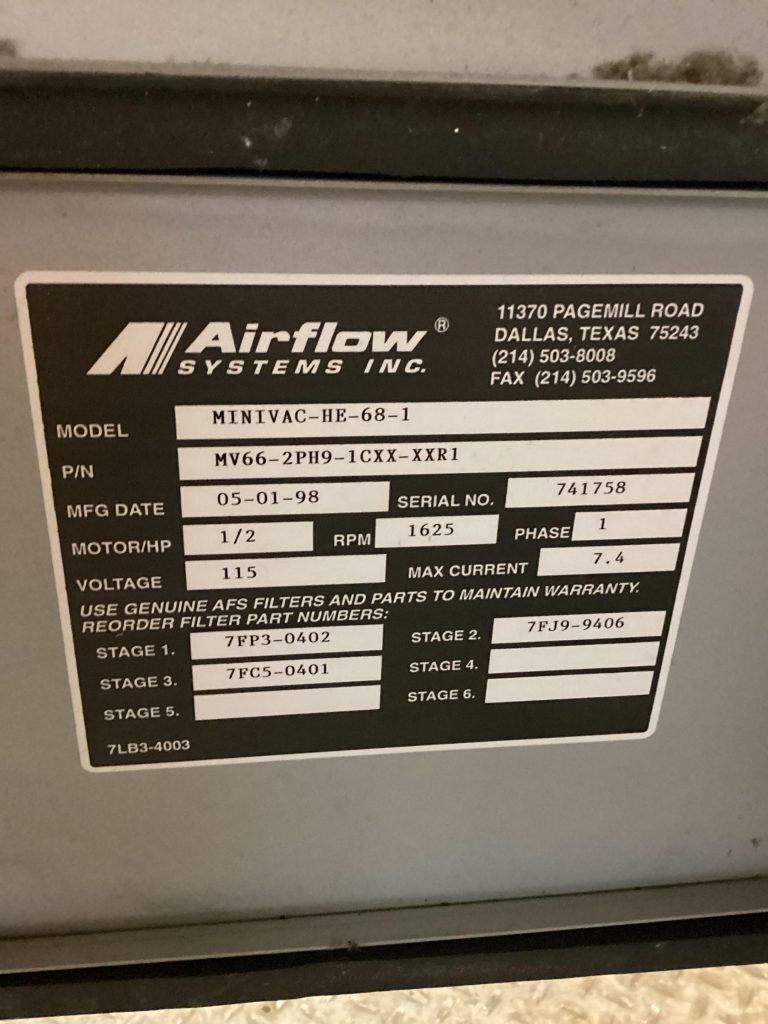 Airflow® SYSTEMS INC.
11370 PAGEMILL ROAD
DALLAS, TEXAS 75243
(214) 503-8008
FAX (214) 503-9596
MODEL MINIVAC-HE-68-1
P/N MV66-2PH9-1CXX-XXR1
MFG DATE 05-01-98 SERIAL NO. 741758
MOTOR/HP 1/2 RPM 1625 PHASE 1
VOLTAGE 115 MAX CURRENT 7.4
USE GENUINE AFS FILTERS AND PARTS TO MAINTAIN WARRANTY.
REORDER FILTER PART NUMBERS:
STAGE 1. 7FP3-0402 STAGE 2. 7FJ9-9406
STAGE 3. 7FC5-0401 STAGE 4.
STAGE 5. STAGE 6.
7LB3-4003